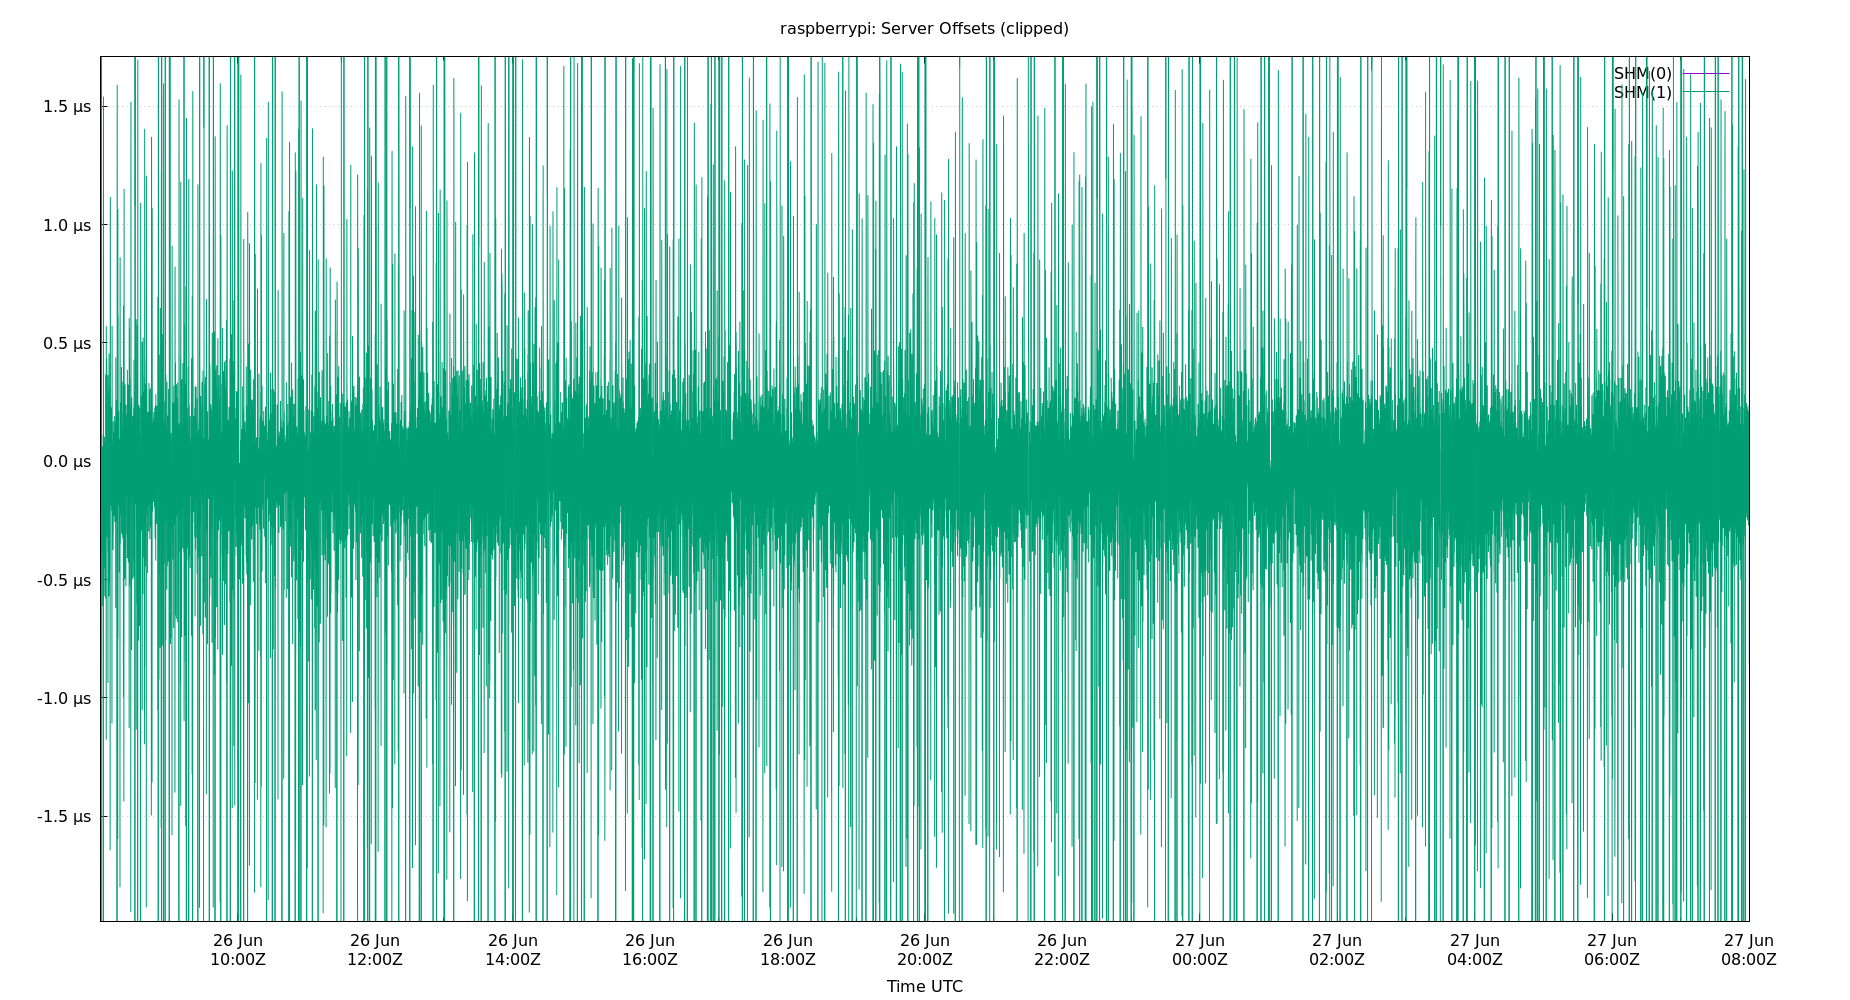 raspberrypi: Server Offsets (clipped)
SHM(0)
SHM(1)
1.5 µs
1.0 µs
0.5 µs
0.0 µs
-0.5 µs
-1.0 µs
-1.5 µs
26 Jun 26 Jun 26 Jun 26 Jun 26 Jun 26 Jun 26 Jun 27 Jun 27 Jun 27 Jun 27 Jun 27 Jun
10:00Z 12:00Z 14:00Z 16:00Z 18:00Z 20:00Z 22:00Z 00:00Z 02:00Z 04:00Z 06:00Z 08:00Z
Time UTC